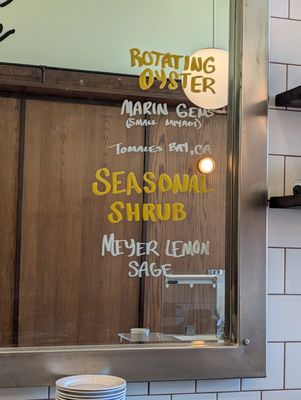 ROTATING
OYSTER
MARIN GEMS
(SMALL MIYAGI)
TOMALES BAY, CA
SEASONAL
SHRUB
MEYER LEMON
SAGE